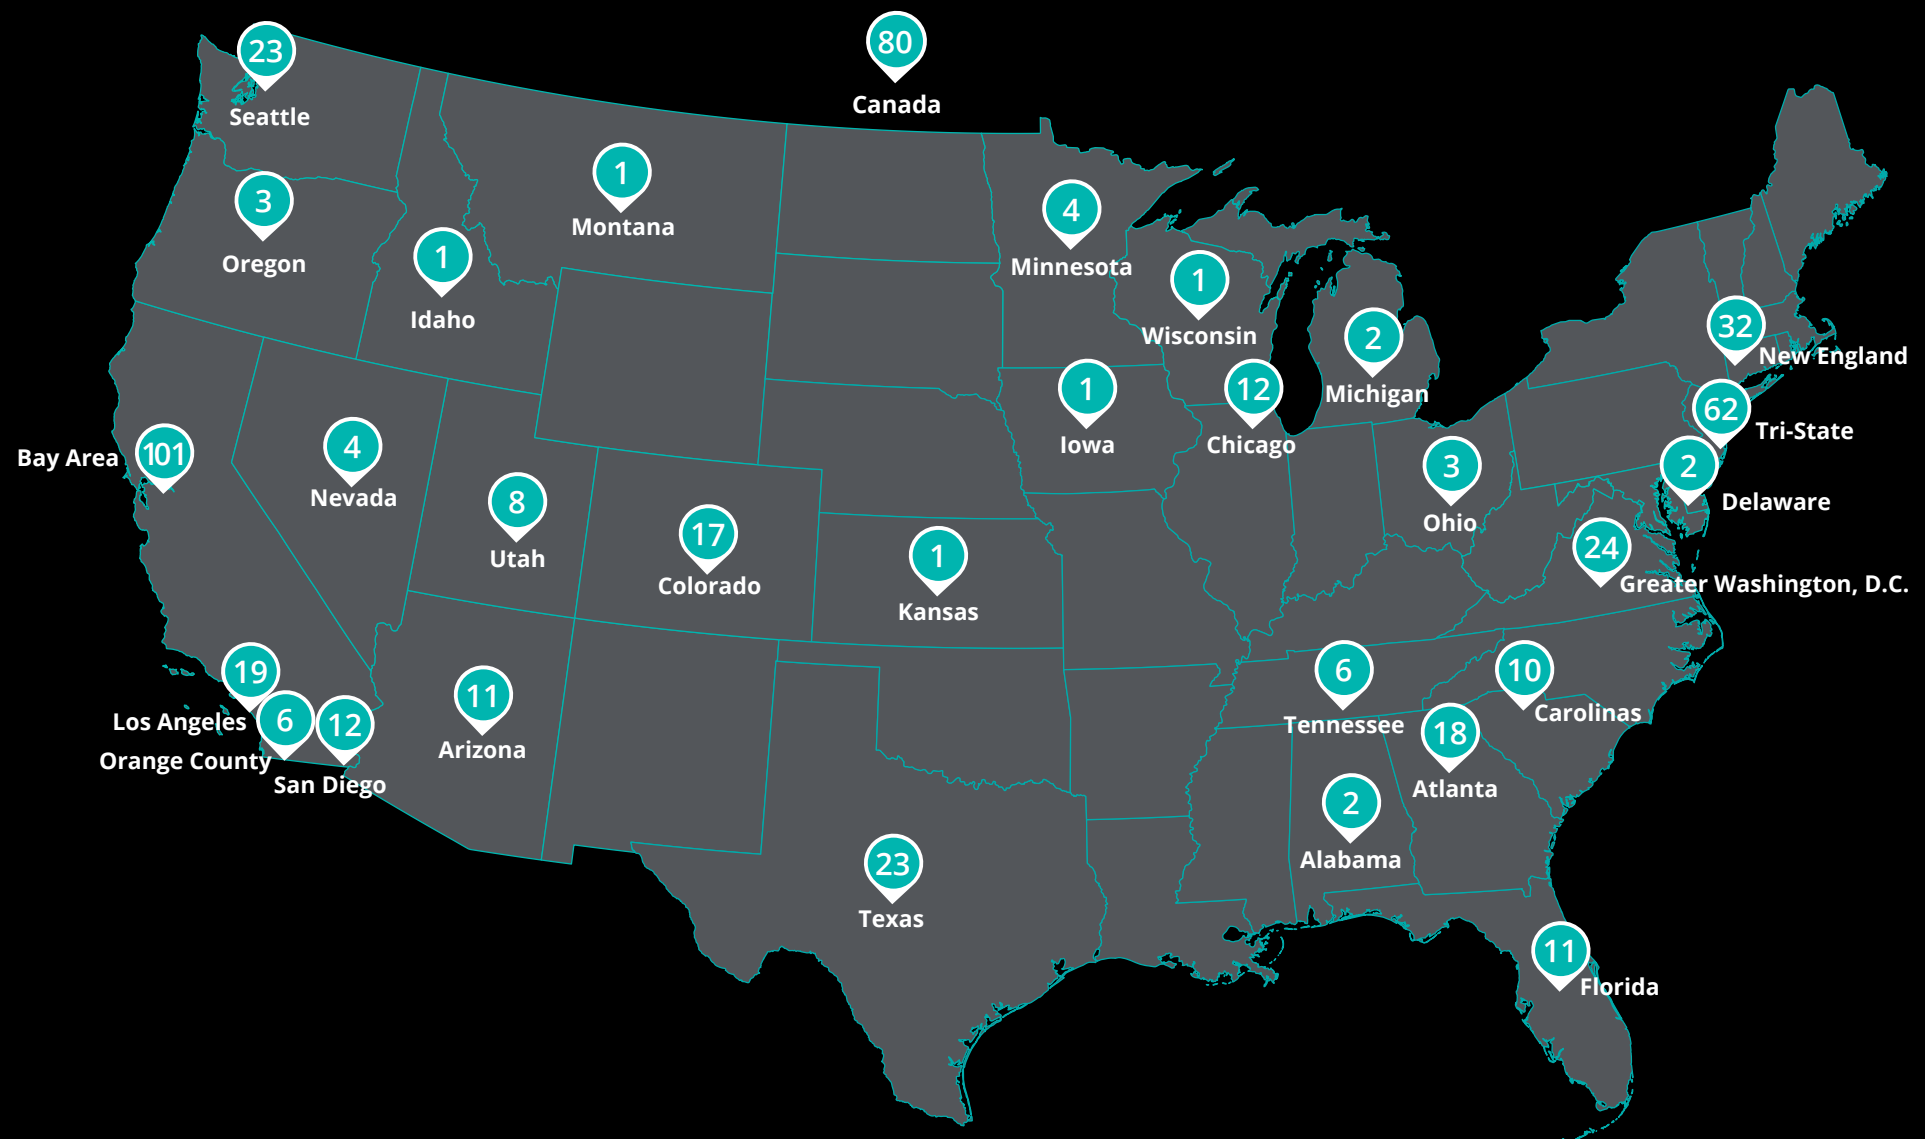 80
Canada
23
Seattle
1
Montana
3
Oregon
4
Minnesota
1
Idaho
1
Wisconsin
32
New England
2
Michigan
1
Iowa
12
Chicago
62
Tri-State
101
Bay Area
4
Nevada
3
Ohio
2
Delaware
8
Utah
17
Colorado
1
Kansas
24
Greater Washington, D.C.
19
Los Angeles
6
Orange County
12
San Diego
11
Arizona
6
Tennessee
10
Carolinas
18
Atlanta
2
Alabama
23
Texas
11
Florida